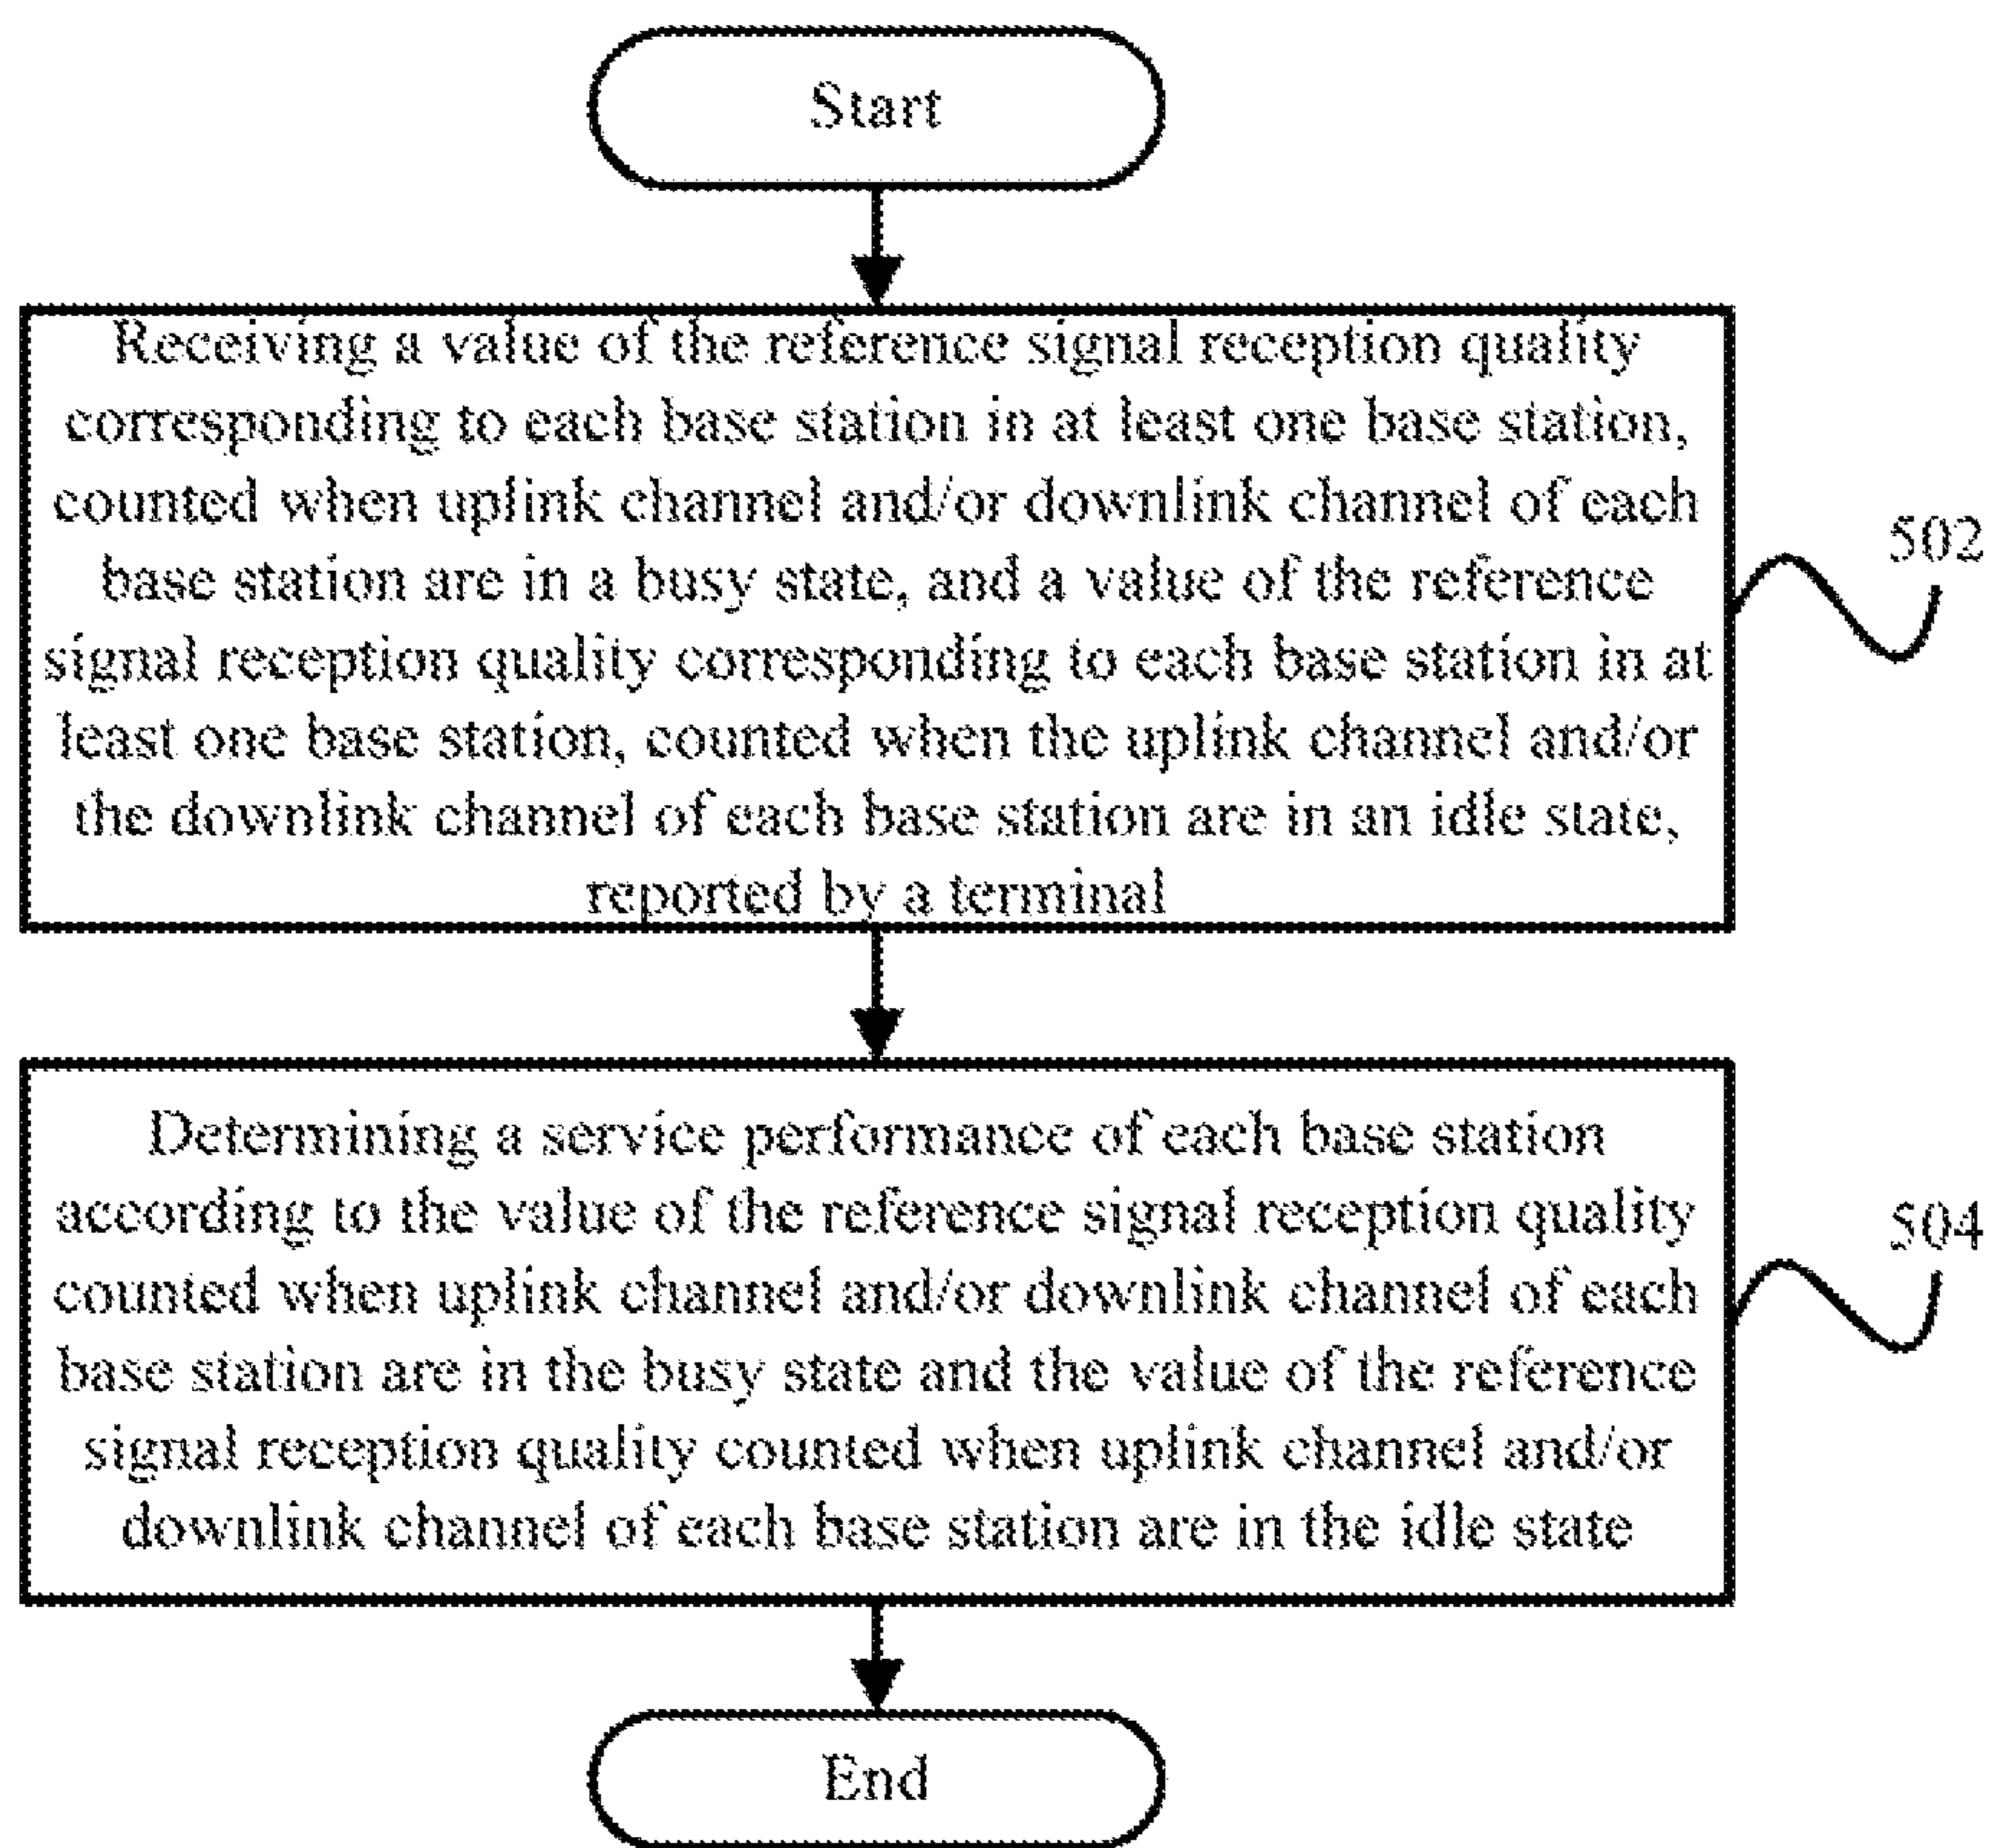 Start
Receiving a value of the reference signal reception quality
corresponding to each base station in at least one base station,
counted when uplink channel and/or downlink channel of each
base station are in a busy state, and a value of the reference
signal reception quality corresponding to each base station in at
least one base station, counted when the uplink channel and/or
the downlink channel of each base station are in an idle state,
reported by a terminal
502
Determining a service performance of each base station
according to the value of the reference signal reception quality
counted when uplink channel and/or downlink channel of each
base station are in the busy state and the value of the reference
signal reception quality counted when uplink channel and/or
downlink channel of each base station are in the idle state
504
End